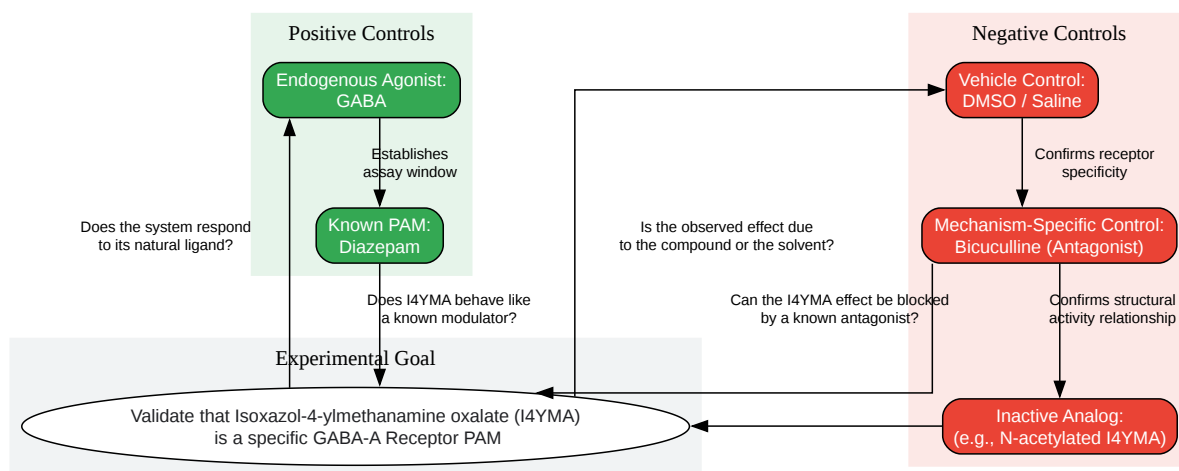 Positive Controls
Negative Controls
Endogenous Agonist:
GABA
Vehicle Control:
DMSO / Saline
Establishes
assay window
Confirms receptor
specificity
Does the system respond
to its natural ligand?
Known PAM:
Diazepam
Is the observed effect due
to the compound or the solvent?
Mechanism-Specific Control:
Bicuculline (Antagonist)
Does I4YMA behave like
a known modulator?
Can the I4YMA effect be blocked
by a known antagonist?
Confirms structural
activity relationship
Experimental Goal
Validate that Isoxazol-4-ylmethanamine oxalate (I4YMA)
is a specific GABA-A Receptor PAM
Inactive Analog:
(e.g., N-acetylated I4YMA)